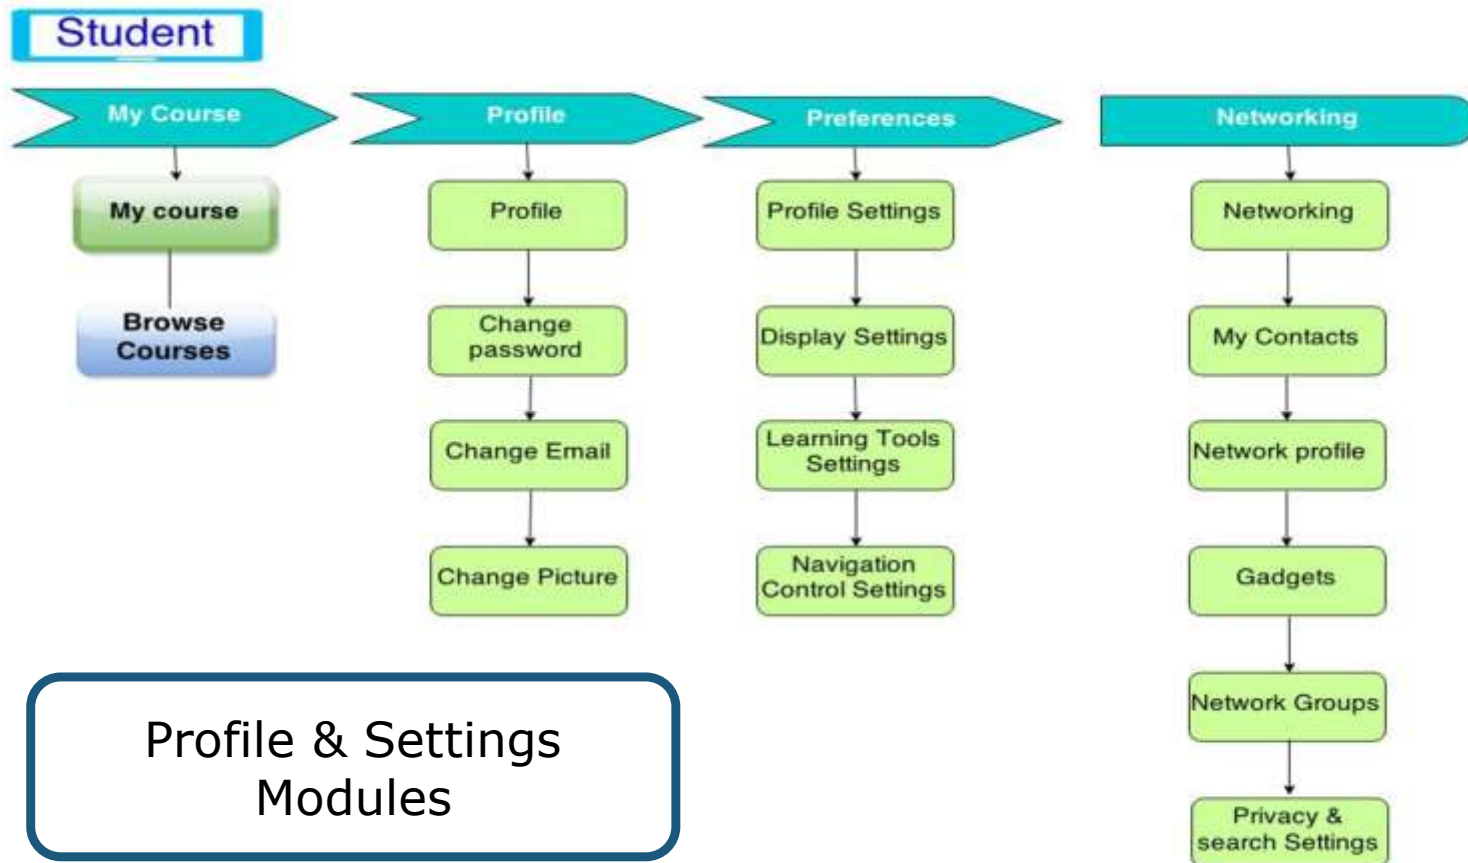 Student
My Course
Profile
Preferences
Networking
My course
Browse
Courses
Profile
Change
password
Change Email
Change Picture
Profile Settings
Display Settings
Learning Tools
Settings
Navigation
Control Settings
Networking
My Contacts
Network profile
Gadgets
Network Groups
Privacy &
search Settings
Profile & Settings
Modules